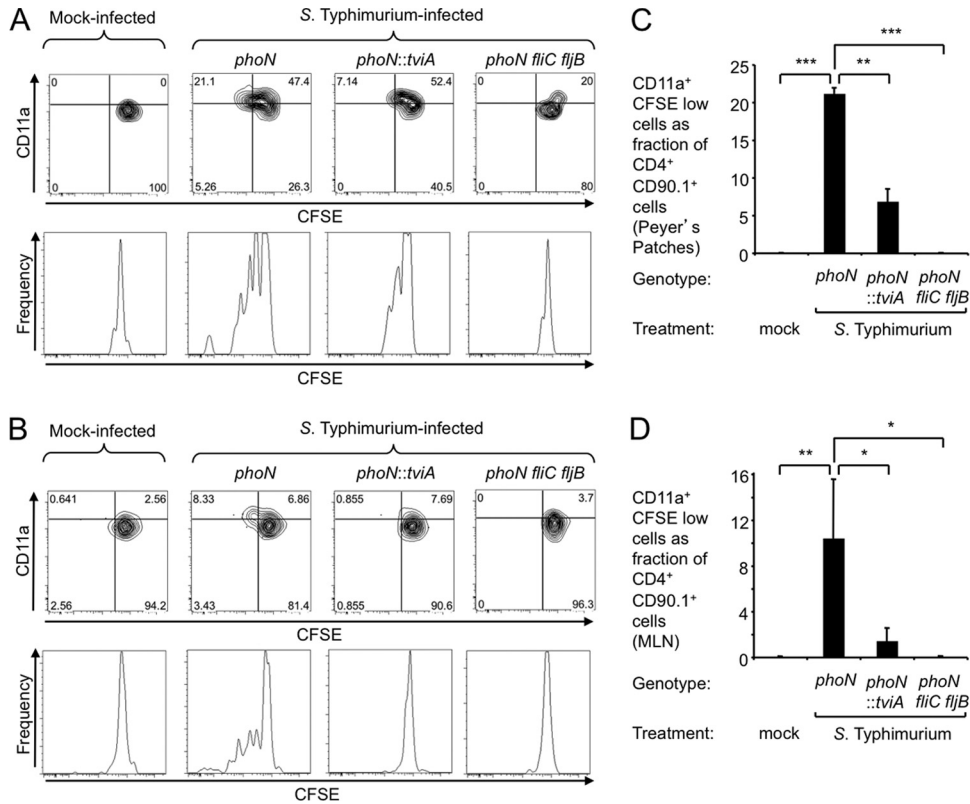 A
Mock-infected
S. Typhimurium-infected
phoN
phoN::tviA
phoN fliC fljB
CD11a
0 0
0 100
21.1 47.4
5.26 26.3
7.14 52.4
0 40.5
0 20
0 80
CFSE
Frequency
CFSE
B
Mock-infected
S. Typhimurium-infected
phoN
phoN::tviA
phoN fliC fljB
CD11a
0.641 2.56
2.56 94.2
8.33 6.86
3.43 81.4
0.855 7.69
0.855 90.6
0 3.7
0 96.3
CFSE
Frequency
CFSE
C
***
*** **
CD11a+
CFSE low
cells as
fraction of
CD4+
CD90.1+
cells
(Peyer's
Patches)
25
20
15
10
5
0
Genotype:
phoN
phoN
::tviA
phoN
fliC fljB
Treatment: mock S. Typhimurium
D
*
** *
CD11a+
CFSE low
cells as
fraction of
CD4+
CD90.1+
cells
(MLN)
16
12
8
4
2
0
Genotype:
phoN
phoN
::tviA
phoN
fliC fljB
Treatment: mock S. Typhimurium